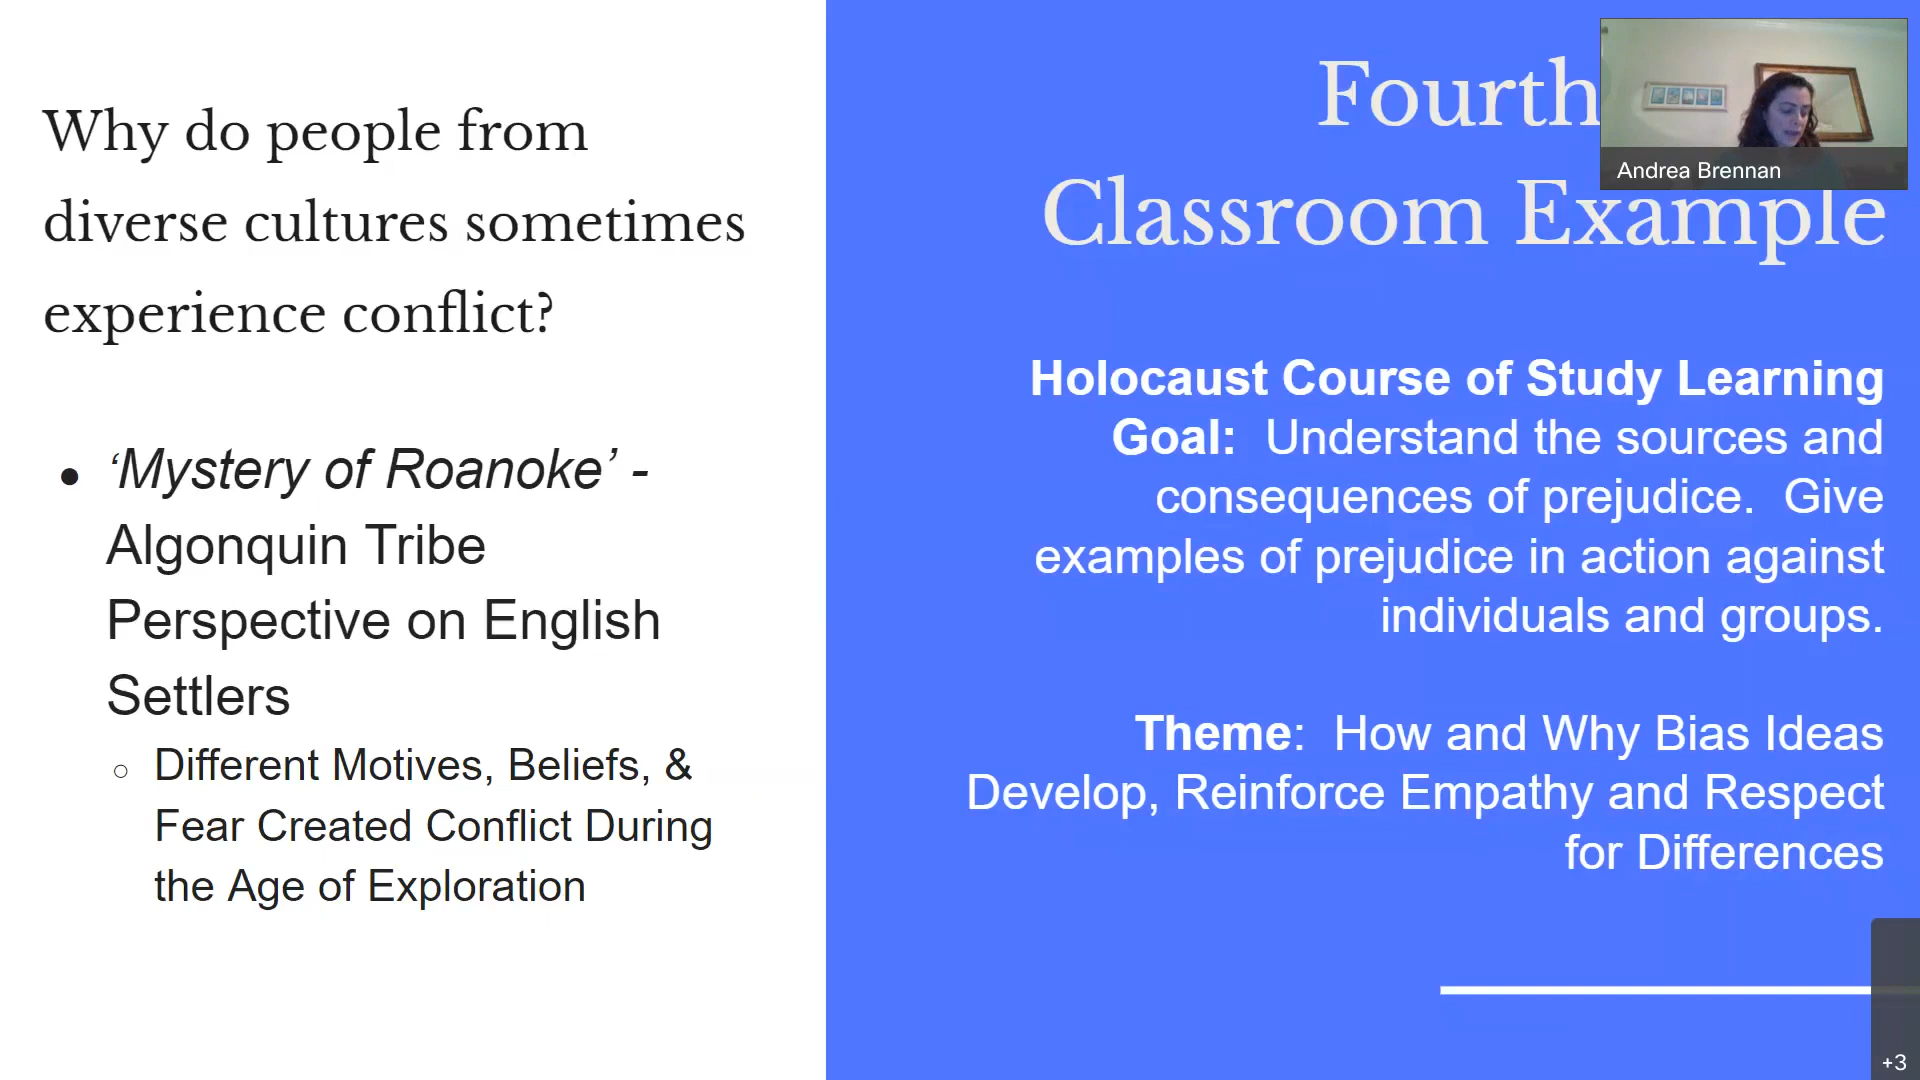 Why do people from
diverse cultures sometimes
experience conflict?
● ‘Mystery of Roanoke’ -
Algonquin Tribe
Perspective on English
Settlers
○ Different Motives, Beliefs, &
Fear Created Conflict During
the Age of Exploration
Fourth
Classroom Example
Holocaust Course of Study Learning
Goal: Understand the sources and
consequences of prejudice. Give
examples of prejudice in action against
individuals and groups.
Theme: How and Why Bias Ideas
Develop, Reinforce Empathy and Respect
for Differences
Andrea Brennan
+3